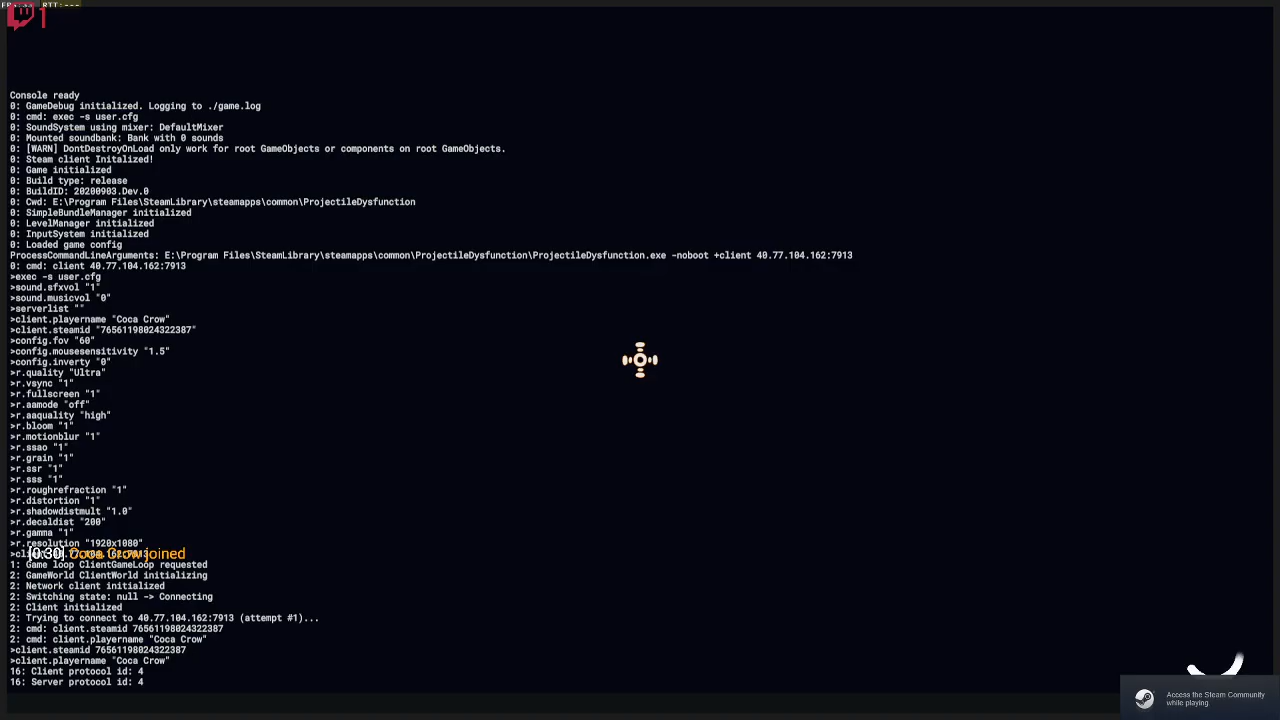 RTT:---
1
Console ready
0: GameDebug initialized. Logging to ./game.log
0: cmd: exec -s user.cfg
0: SoundSystem using mixer: DefaultMixer
0: Mounted soundbank: Bank with 0 sounds
0: [WARN] DontDestroyOnLoad only work for root GameObjects or components on root GameObjects.
0: Steam client Initalized!
0: Game initialized
0: Build type: release
0: BuildID: 20200903.Dev.0
0: Cwd: E:\Program Files\SteamLibrary\steamapps\common\ProjectileDysfunction
0: SimpleBundleManager initialized
0: LevelManager initialized
0: InputSystem initialized
0: Loaded game config
ProcessCommandLineArguments: E:\Program Files\SteamLibrary\steamapps\common\ProjectileDysfunction\ProjectileDysfunction.exe -noboot +client 40.77.104.162:7913
0: cmd: client 40.77.104.162:7913
>exec -s user.cfg
>sound.sfxvol "1"
>sound.musicvol "0"
>serverlist ""
>client.playername "Coca Crow"
>client.steamid "76561198024322387"
>config.fov "60"
>config.mousesensitivity "1.5"
>config.inverty "0"
>r.quality "Ultra"
>r.vsync "1"
>r.fullscreen "1"
>r.aamode "off"
>r.aaquality "high"
>r.bloom "1"
>r.motionblur "1"
>r.ssao "1"
>r.grain "1"
>r.ssr "1"
>r.sss "1"
>r.roughrefraction "1"
>r.distortion "1"
>r.shadowdistmult "1.0"
>r.decaldist "200"
>r.gamma "1"
>r.resolution "1920x1080"
[0:30] Coca Crow joined
1: Game loop ClientGameLoop requested
2: GameWorld ClientWorld initializing
2: Network client initialized
2: Switching state: null -> Connecting
2: Client initialized
2: Trying to connect to 40.77.104.162:7913 (attempt #1)...
2: cmd: client.steamid 76561198024322387
2: cmd: client.playername "Coca Crow"
>client.steamid 76561198024322387
>client.playername "Coca Crow"
16: Client protocol id: 4
16: Server protocol id: 4
Access the Steam Community
while playing.